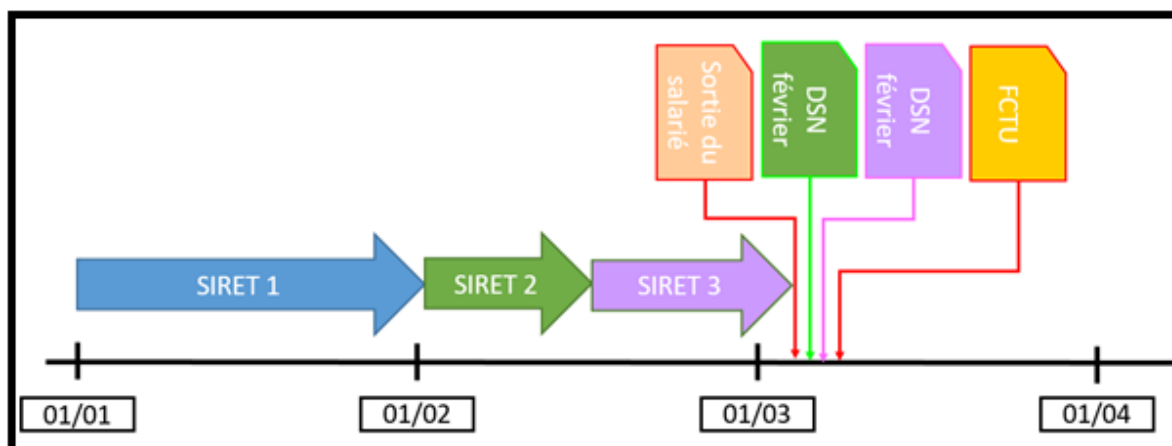 Sortie du
salarié
DSN
février
DSN
février
FCTU
SIRET 1
SIRET 2
SIRET 3
01/01
01/02
01/03
01/04